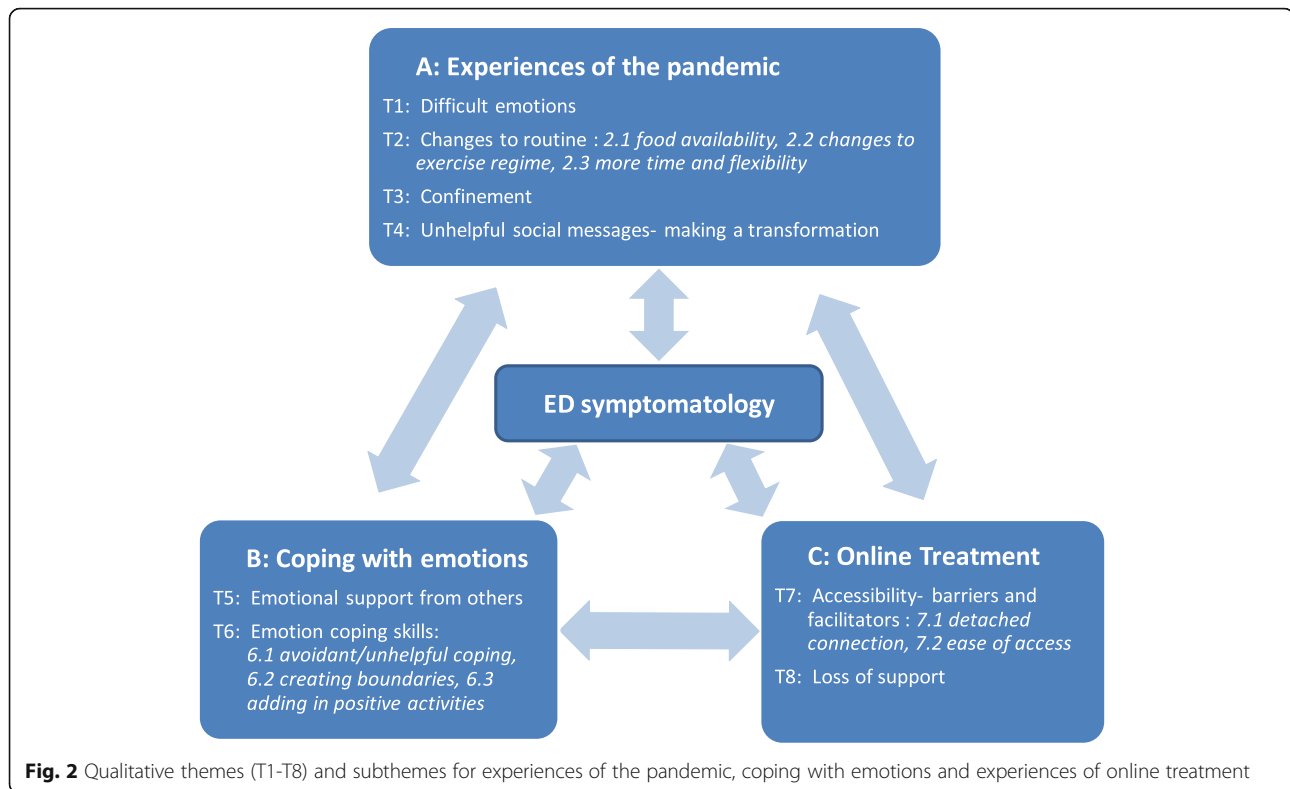 A: Experiences of the pandemic
T1: Difficult emotions
T2: Changes to routine : 2.1 food availability, 2.2 changes to
exercise regime, 2.3 more time and flexibility
T3: Confinement
T4: Unhelpful social messages- making a transformation
ED symptomatology
B: Coping with emotions
T5: Emotional support from others
T6: Emotion coping skills:
6.1 avoidant/unhelpful coping,
6.2 creating boundaries, 6.3
adding in positive activities
C: Online Treatment
T7: Accessibility- barriers and
facilitators : 7.1 detached
connection, 7.2 ease of access
T8: Loss of support
Fig. 2 Qualitative themes (T1-T8) and subthemes for experiences of the pandemic, coping with emotions and experiences of online treatment